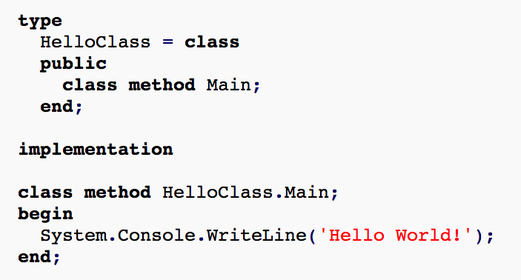 type
  HelloClass = class
  public
    class method Main;
  end;

implementation

class method HelloClass.Main;
begin
  System.Console.WriteLine('Hello World!');
end;